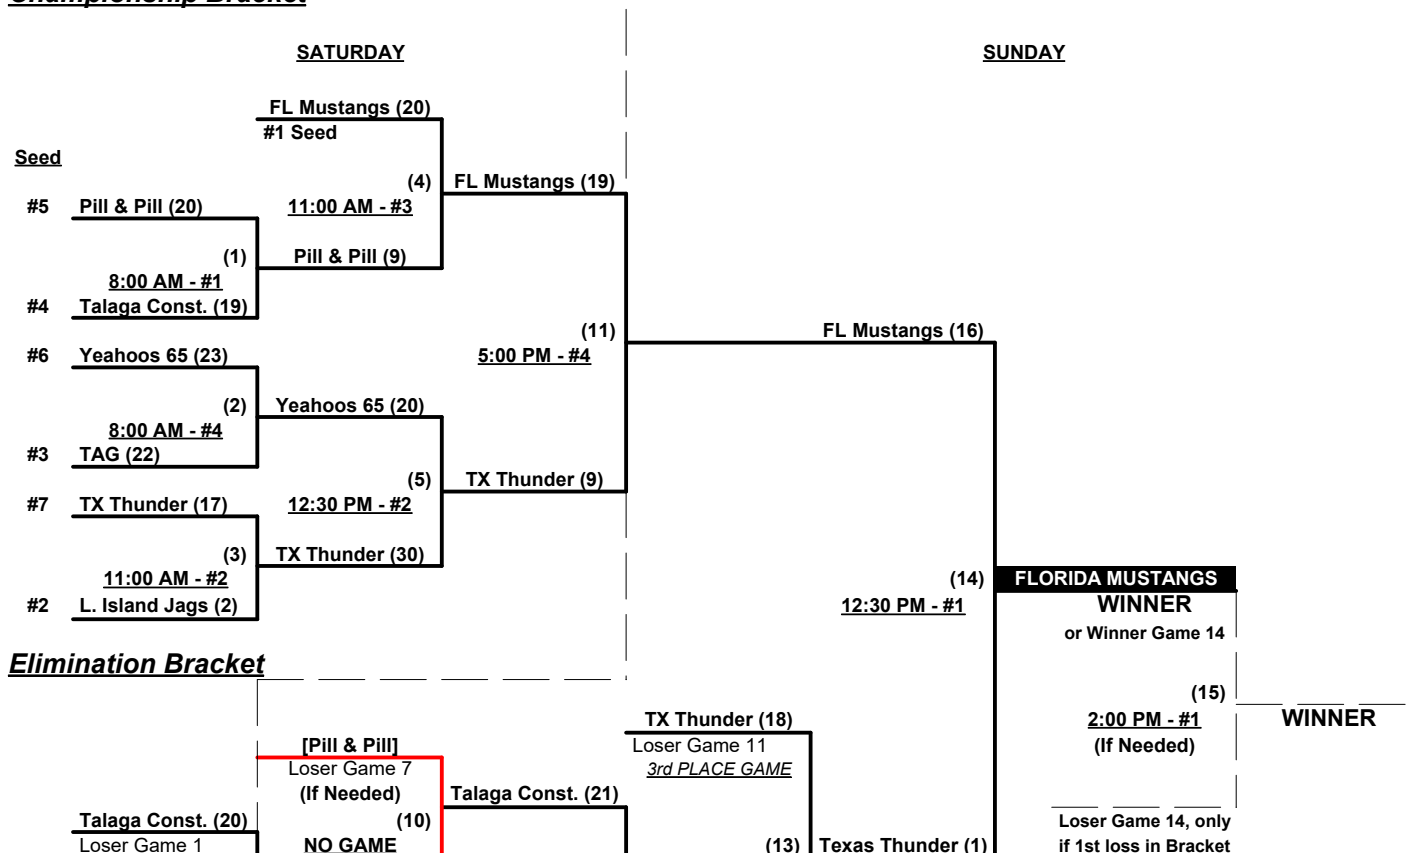 Championship Bracket
SATURDAY
SUNDAY
FL Mustangs (20)
#1 Seed
Seed
(4)
FL Mustangs (19)
#5
Pill & Pill (20)
11:00 AM - #3
(1)
Pill & Pill (9)
8:00 AM - #1
#4
Talaga Const. (19)
(11)
FL Mustangs (16)
#6
Yeahoos 65 (23)
5:00 PM - #4
(2)
Yeahoos 65 (20)
8:00 AM - #4
#3
TAG (22)
(5)
TX Thunder (9)
#7
TX Thunder (17)
12:30 PM - #2
(3)
TX Thunder (30)
11:00 AM - #2
(14)
FLORIDA MUSTANGS
#2
L. Island Jags (2)
12:30 PM - #1
WINNER
or Winner Game 14
Elimination Bracket
(15)
TX Thunder (18)
2:00 PM - #1
WINNER
[Pill & Pill]
Loser Game 11
(If Needed)
Loser Game 7
3rd PLACE GAME
(If Needed)
Talaga Const. (21)
Talaga Const. (20)
(10)
Loser Game 14, only
Loser Game 1
NO GAME
(13)
Texas Thunder (1)
if 1st loss in Bracket